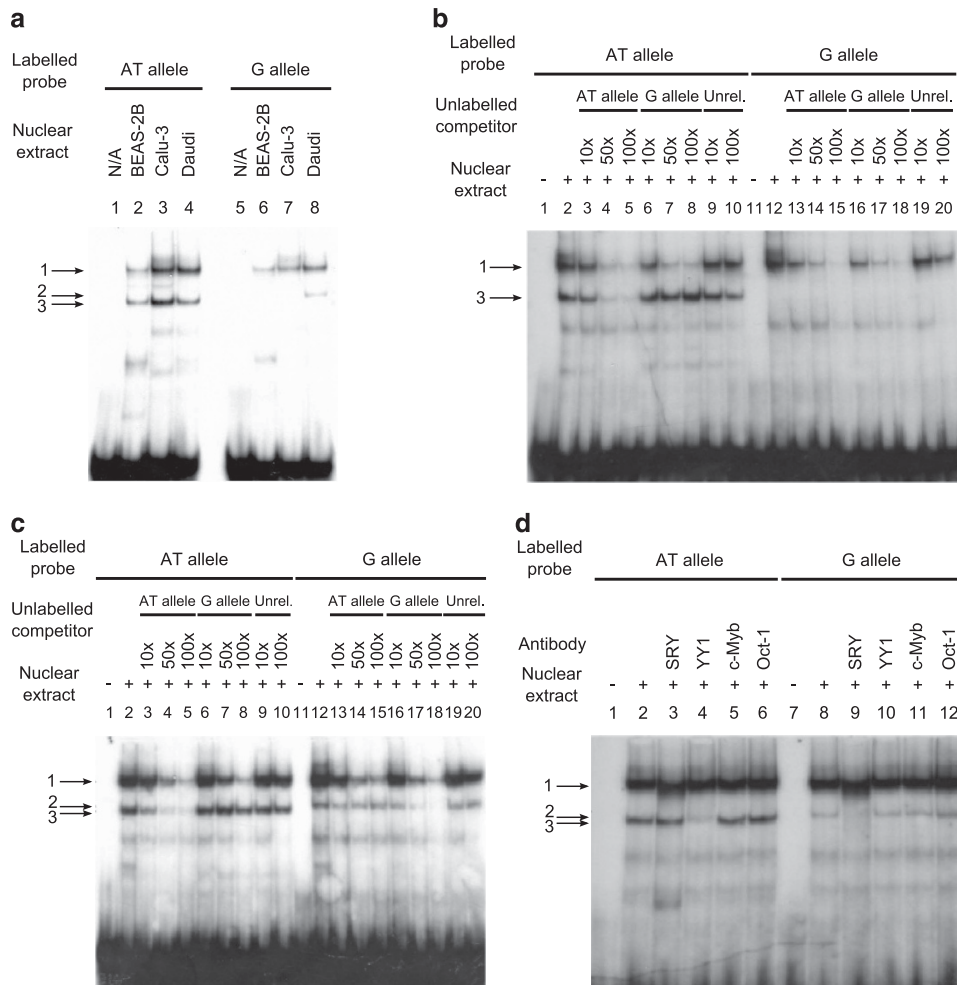 a
Labelled probe
AT allele
G allele
Nuclear extract
N/A
BEAS-2B
Calu-3
Daudi
N/A
BEAS-2B
Calu-3
Daudi
1 2 3 4 5 6 7 8
1
2
3
b
Labelled probe
AT allele
G allele
Unlabelled competitor
AT allele G allele Unrel. AT allele G allele Unrel.
10x 50x 100x 10x 50x 100x 10x 100x 10x 50x 100x 10x 50x 100x 10x 100x
Nuclear extract
- + + + + + + + + + - + + + + + + + + +
1 2 3 4 5 6 7 8 9 10 11 12 13 14 15 16 17 18 19 20
1
3
c
Labelled probe
AT allele
G allele
Unlabelled competitor
AT allele G allele Unrel. AT allele G allele Unrel.
10x 50x 100x 10x 50x 100x 10x 100x 10x 50x 100x 10x 50x 100x 10x 100x
Nuclear extract
- + + + + + + + + + - + + + + + + + + +
1 2 3 4 5 6 7 8 9 10 11 12 13 14 15 16 17 18 19 20
1
2
3
d
Labelled probe
AT allele
G allele
Antibody
SRY YY1 c-Myb Oct-1 SRY YY1 c-Myb Oct-1
Nuclear extract
- + + + + + - + + + + +
1 2 3 4 5 6 7 8 9 10 11 12
1
2
3